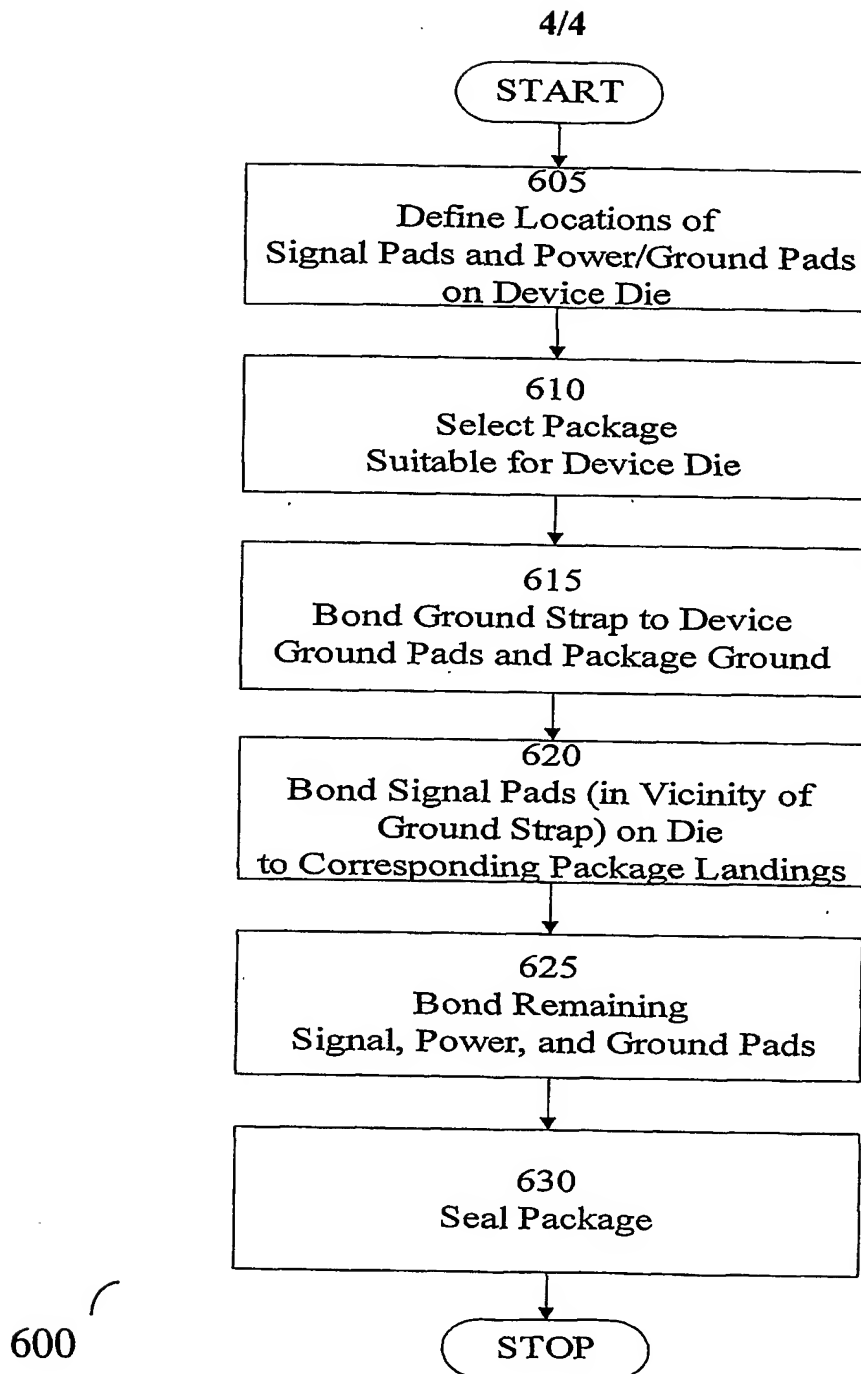 4/4
START
605
Define Locations of
Signal Pads and Power/Ground Pads
on Device Die
610
Select Package
Suitable for Device Die
615
Bond Ground Strap to Device
Ground Pads and Package Ground
620
Bond Signal Pads (in Vicinity of
Ground Strap) on Die
to Corresponding Package Landings
625
Bond Remaining
Signal, Power, and Ground Pads
630
Seal Package
600
STOP